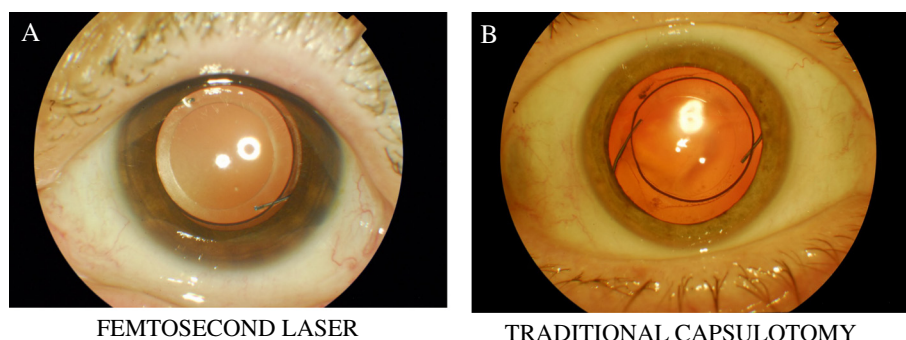 A
B
FEMTOSECOND LASER
TRADITIONAL CAPSULOTOMY